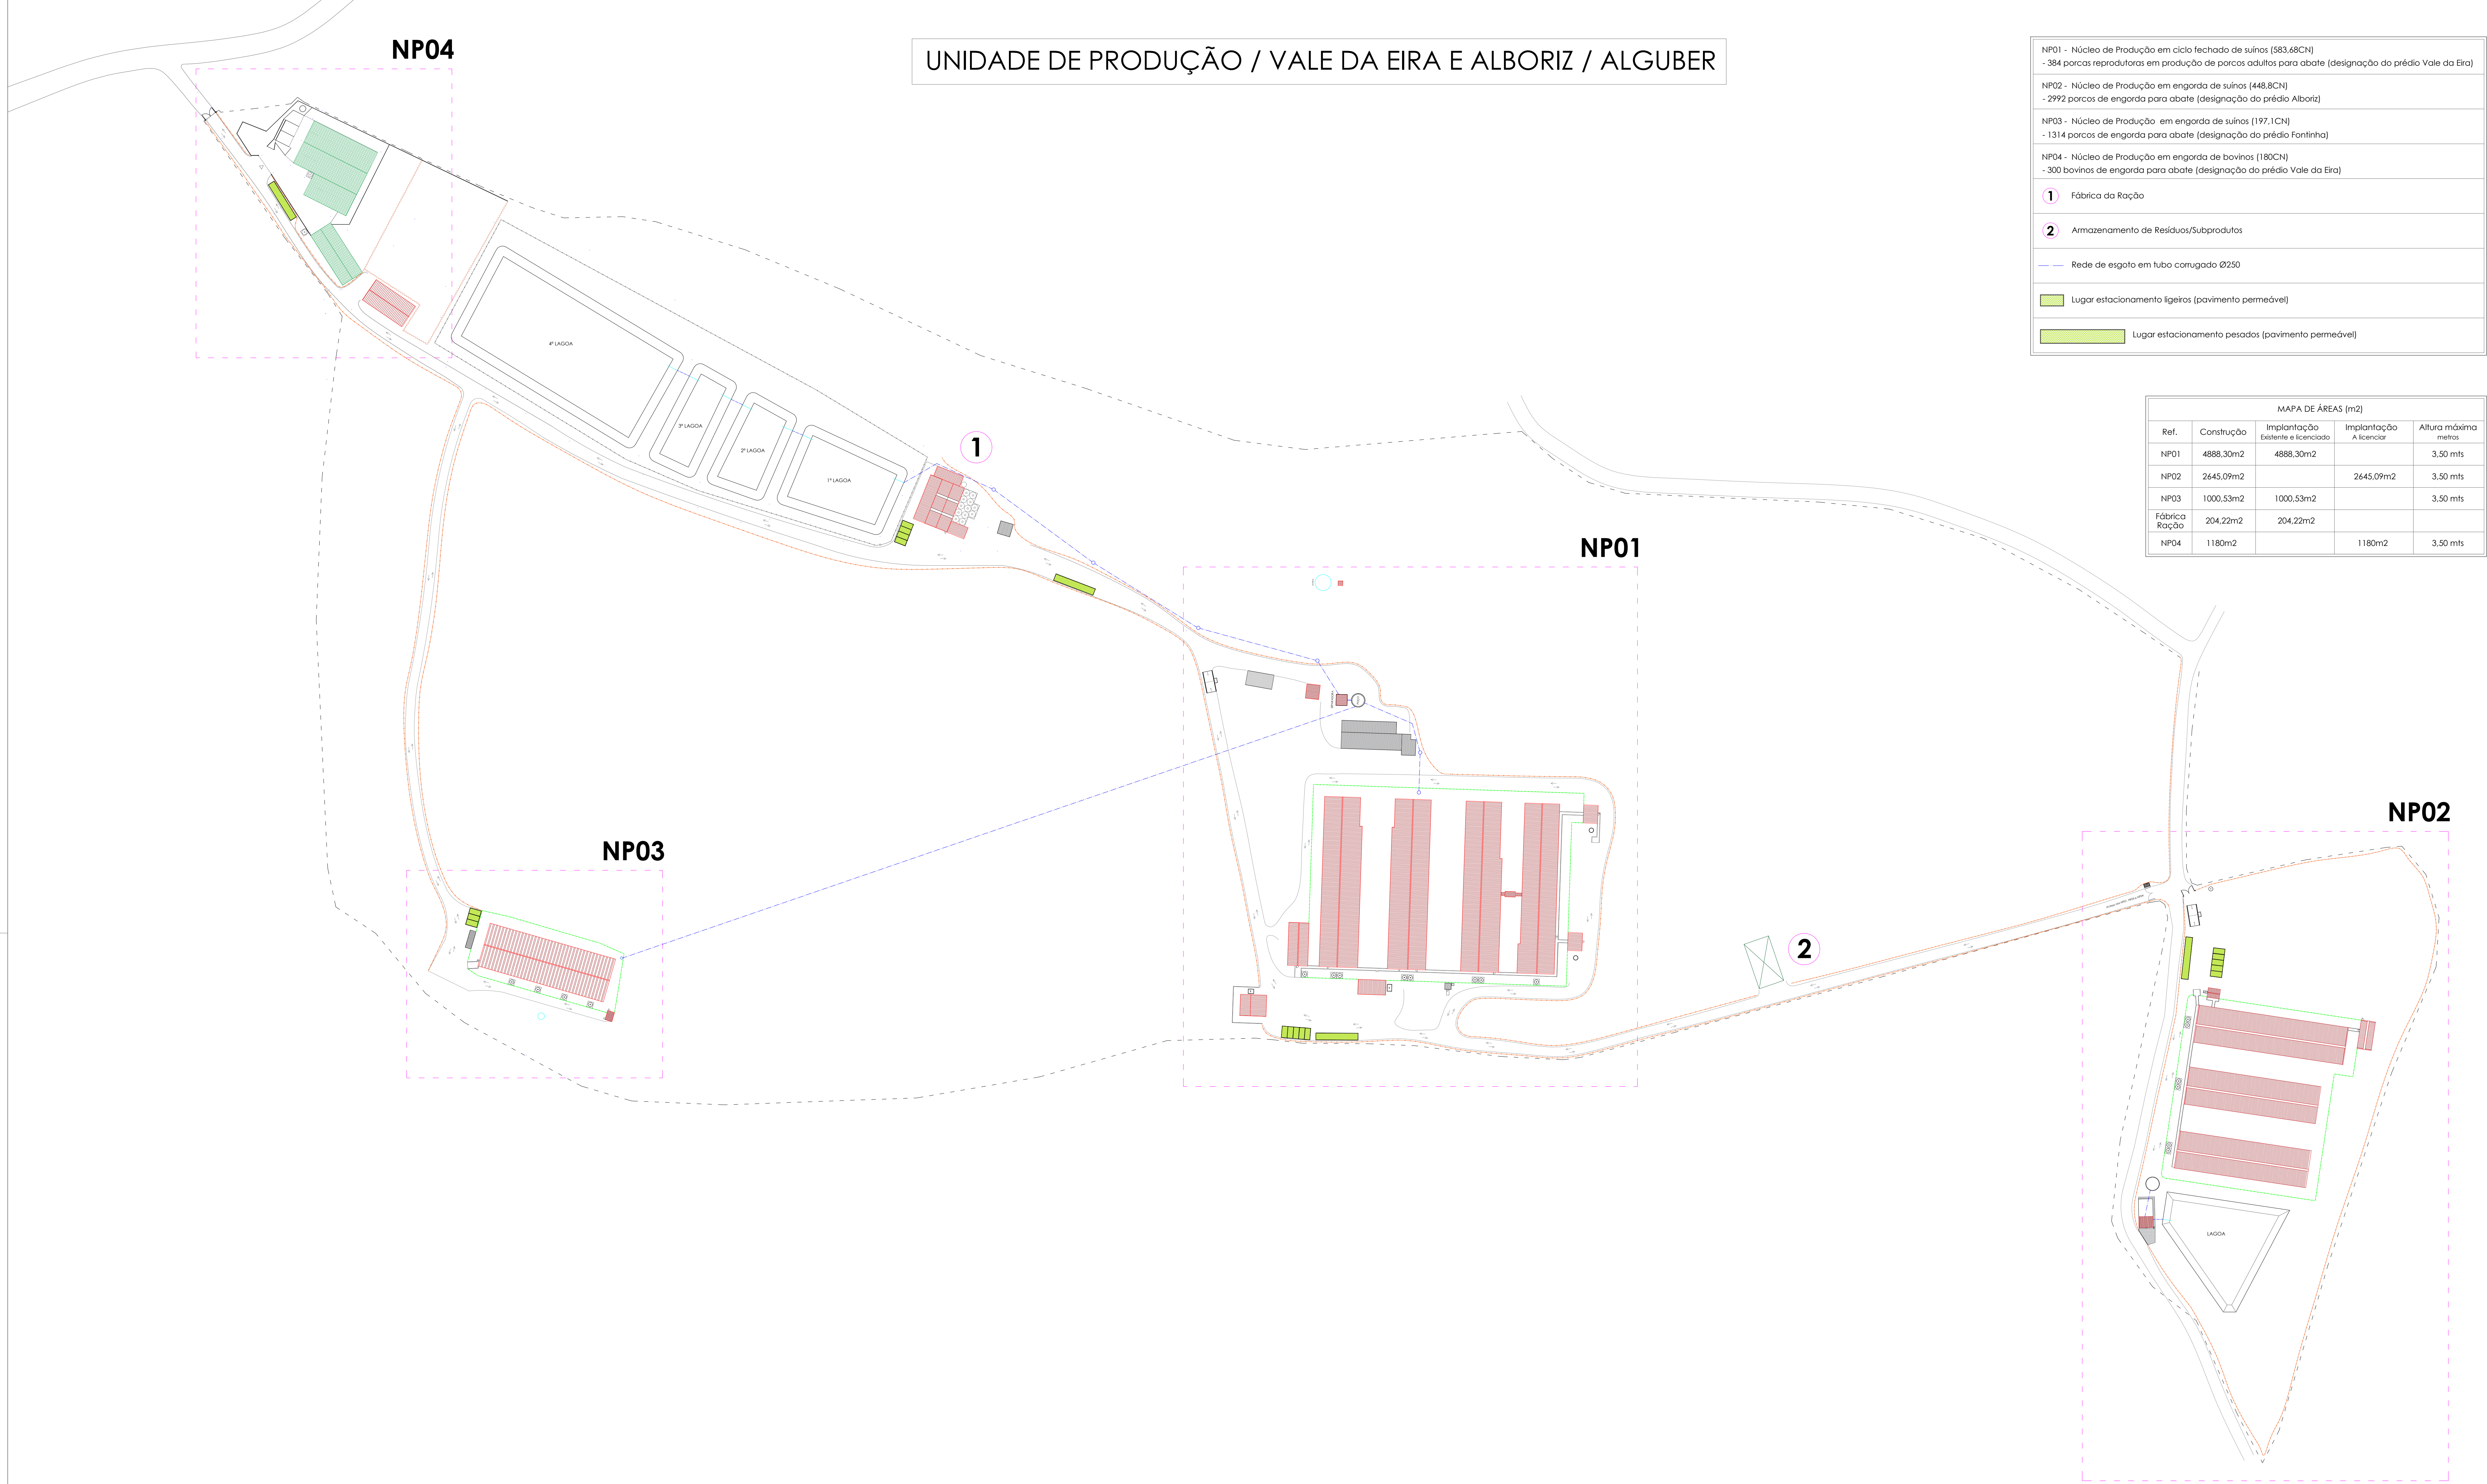 UNIDADE DE PRODUÇÃO / VALE DA EIRA E ALBORIZ / ALGUBER
NP04
NP01 - Núcleo de Produção em ciclo fechado de suínos (583,68CN)
- 384 porcas reprodutoras em produção de porcos adultos para abate (designação do prédio Vale da Eira)
NP02 - Núcleo de Produção em engorda de suínos (448,8CN)
- 2992 porcos de engorda para abate (designação do prédio Alboriz)
NP03 - Núcleo de Produção em engorda de suínos (197,1CN)
- 1314 porcos de engorda para abate (designação do prédio Fontinha)
NP04 - Núcleo de Produção em engorda de bovinos (180CN)
- 300 bovinos de engorda para abate (designação do prédio Vale da Eira)
1 Fábrica da Ração
2 Armazenamento de Resíduos/Subprodutos
Rede de esgoto em tubo corrugado Ø250
Lugar estacionamento ligeiros (pavimento permeável)
Lugar estacionamento pesados (pavimento permeável)
MAPA DE ÁREAS (m2)
Ref. Construção Implantação Existente e licenciado Implantação A licenciar Altura máxima metros
NP01 4888,30m2 4888,30m2 3,50 mts
NP02 2645,09m2 2645,09m2 3,50 mts
NP03 1000,53m2 1000,53m2 3,50 mts
Fábrica Ração 204,22m2 204,22m2
NP04 1180m2 1180m2 3,50 mts
4ª LAGOA
3ª LAGOA
2ª LAGOA
1ª LAGOA
1
NP01
NP02
NP03
2
LAGOA